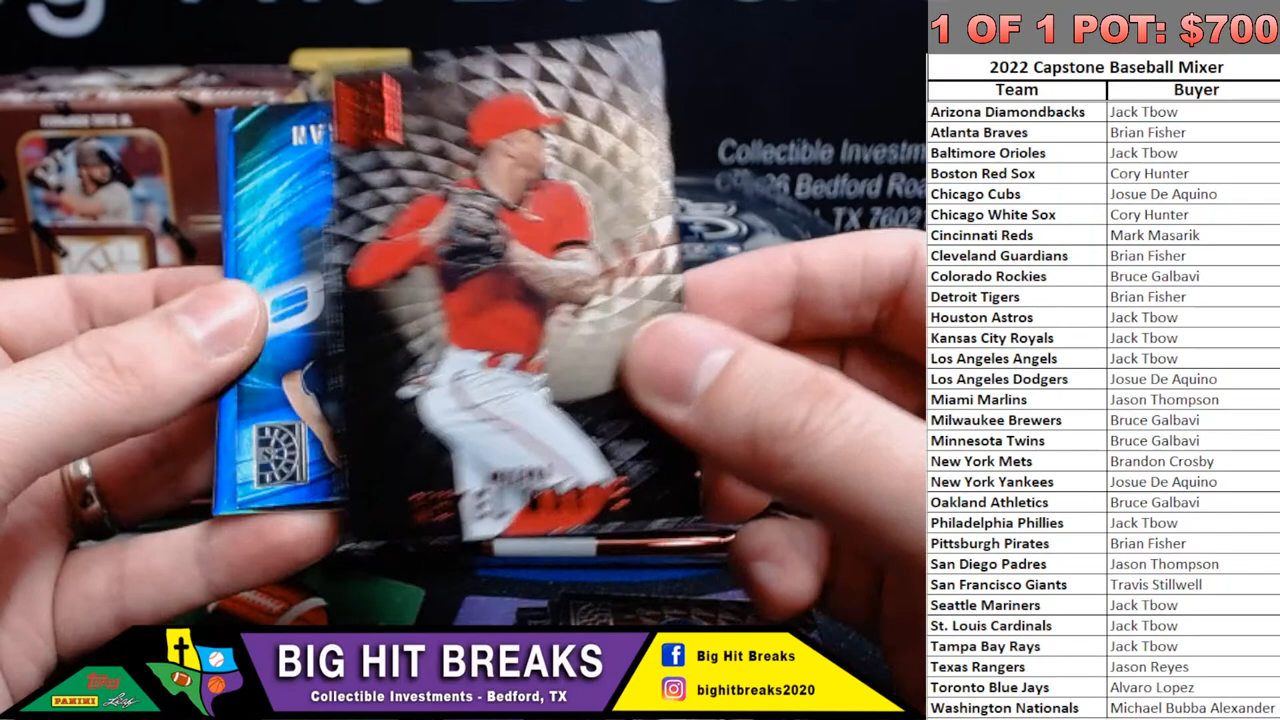 1 OF 1 POT: $700
2022 Capstone Baseball Mixer
Team Buyer
Arizona Diamondbacks Jack Tbow
Atlanta Braves Brian Fisher
Baltimore Orioles Jack Tbow
Boston Red Sox Cory Hunter
Chicago Cubs Josue De Aquino
Chicago White Sox Cory Hunter
Cincinnati Reds Mark Masarik
Cleveland Guardians Brian Fisher
Colorado Rockies Bruce Galbavi
Detroit Tigers Brian Fisher
Houston Astros Jack Tbow
Kansas City Royals Jack Tbow
Los Angeles Angels Jack Tbow
Los Angeles Dodgers Josue De Aquino
Miami Marlins Jason Thompson
Milwaukee Brewers Bruce Galbavi
Minnesota Twins Bruce Galbavi
New York Mets Brandon Crosby
New York Yankees Josue De Aquino
Oakland Athletics Bruce Galbavi
Philadelphia Phillies Jack Tbow
Pittsburgh Pirates Brian Fisher
San Diego Padres Jason Thompson
San Francisco Giants Travis Stillwell
Seattle Mariners Jack Tbow
St. Louis Cardinals Jack Tbow
Tampa Bay Rays Jack Tbow
Texas Rangers Jason Reyes
Toronto Blue Jays Alvaro Lopez
Washington Nationals Michael Bubba Alexander
Collectible Investm
26 Bedford Roa
TX 7602
BIG HIT BREAKS
Collectible Investments - Bedford, TX
Big Hit Breaks
bighitbreaks2020
Topps
PANINI
Leaf